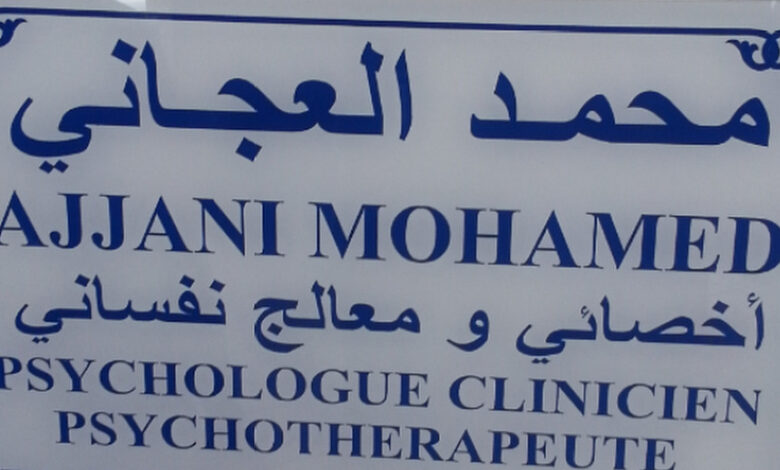 محمد العجاني
AJJANI MOHAMED
أخصائي و معالج نفساني
PSYCHOLOGUE CLINICIEN
PSYCHOTHERAPEUTE